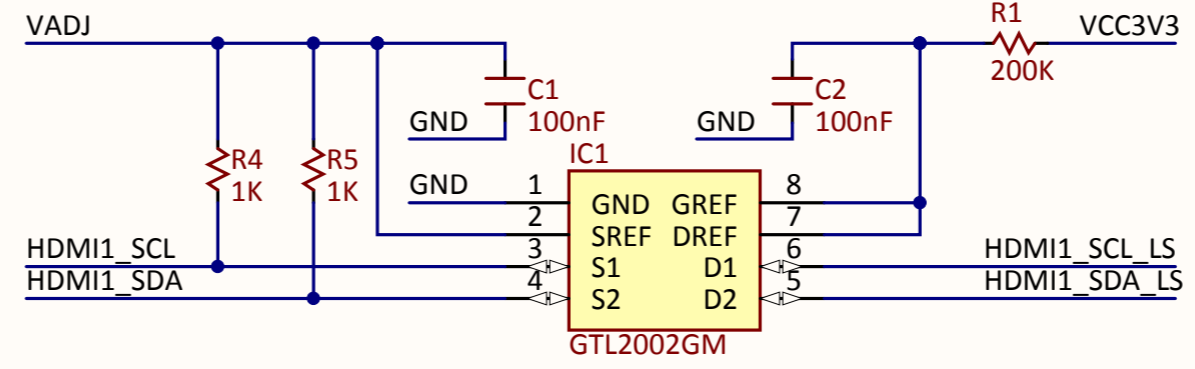 VADJ
R1
VCC3V3
200K
C1
100nF
GND
C2
100nF
GND
IC1
R4
1K
R5
1K
GND
1
2
3
4
GND GREF
SREF DREF
S1 D1
S2 D2
8
7
6
5
HDMI1_SCL
HDMI1_SDA
HDMI1_SCL_LS
HDMI1_SDA_LS
GTL2002GM